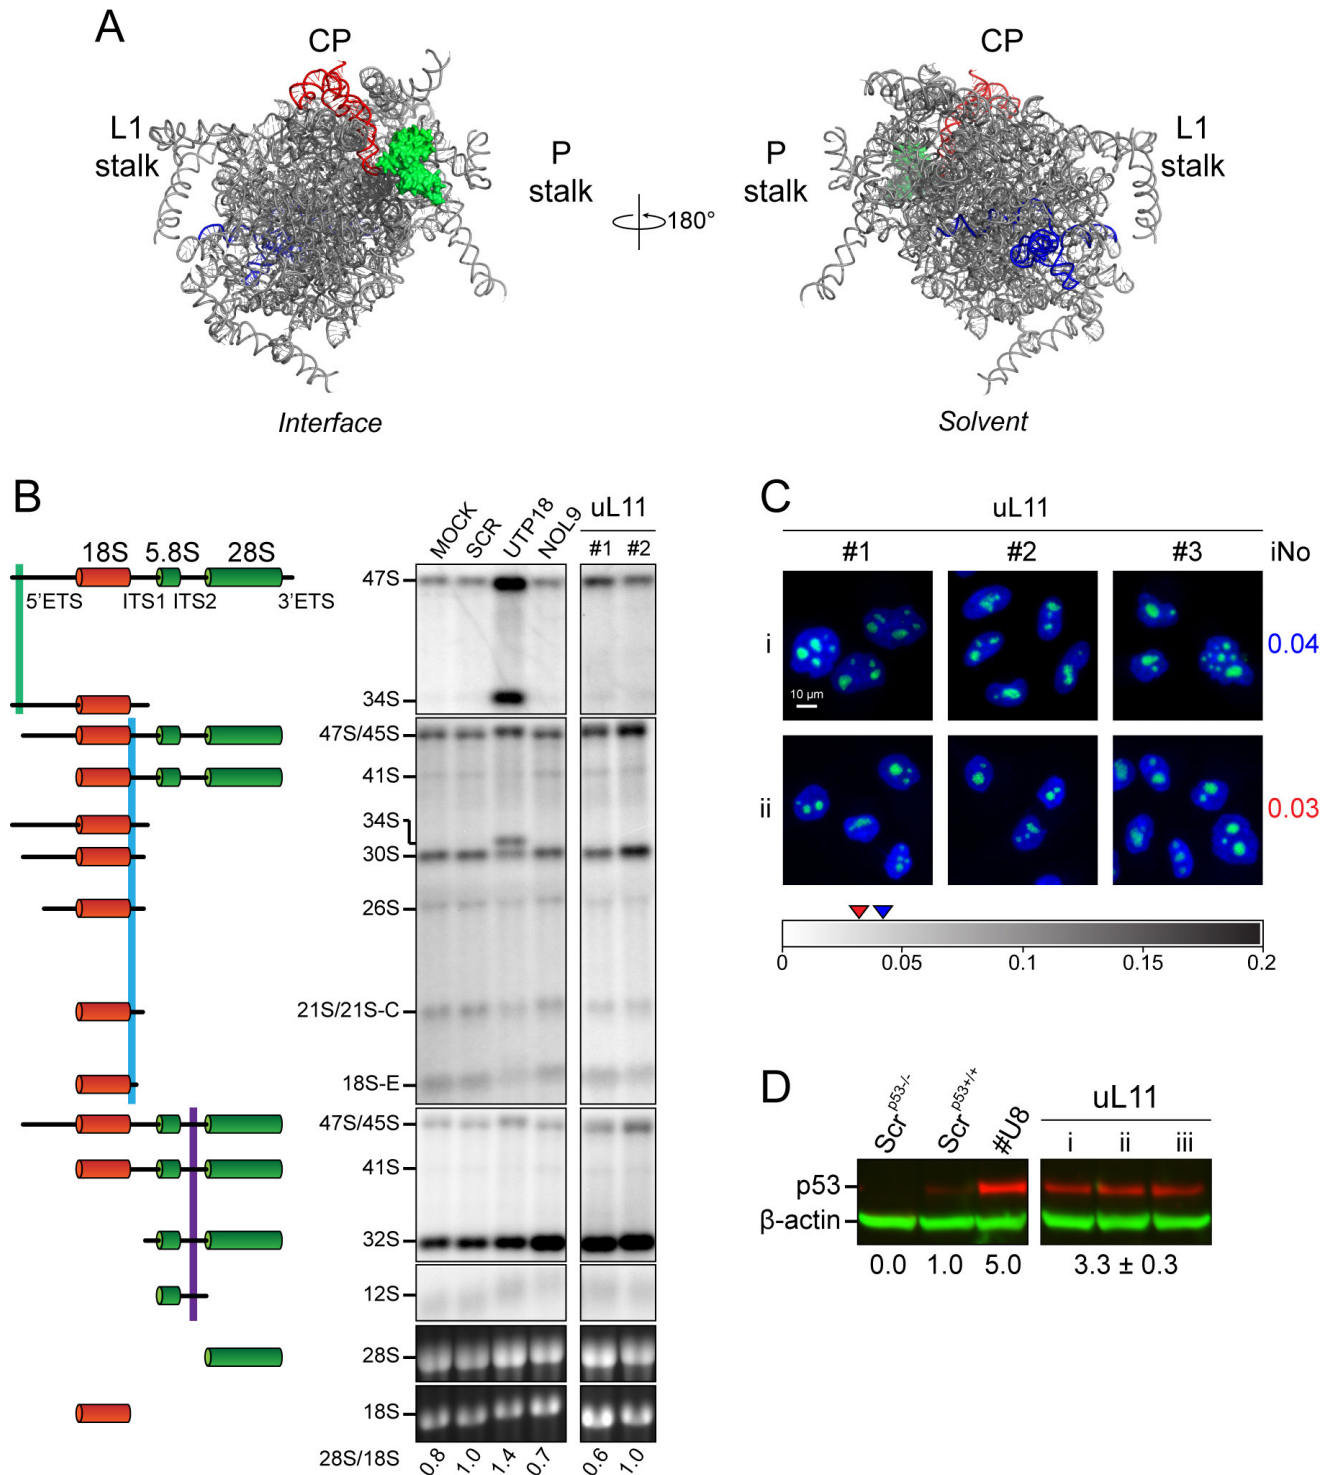 A
CP
L1
stalk
P
stalk
180°
CP
P
stalk
L1
stalk
Interface
Solvent
B
18S 5.8S 28S
5'ETS ITS1 ITS2 3'ETS
MOCK SCR UTP18 NOL9
uL11
#1 #2
47S
34S
47S/45S
41S
34S
30S
26S
21S/21S-C
18S-E
47S/45S
41S
32S
12S
28S
18S
28S/18S 0.8 1.0 1.4 0.7 0.6 1.0
C
uL11
#1 #2 #3 iNo
i 0.04
10 µm
ii 0.03
0 0.05 0.1 0.15 0.2
D
Scr p53-/- Scr p53+/+ #U8
uL11
i ii iii
p53
β-actin
0.0 1.0 5.0 3.3 ± 0.3